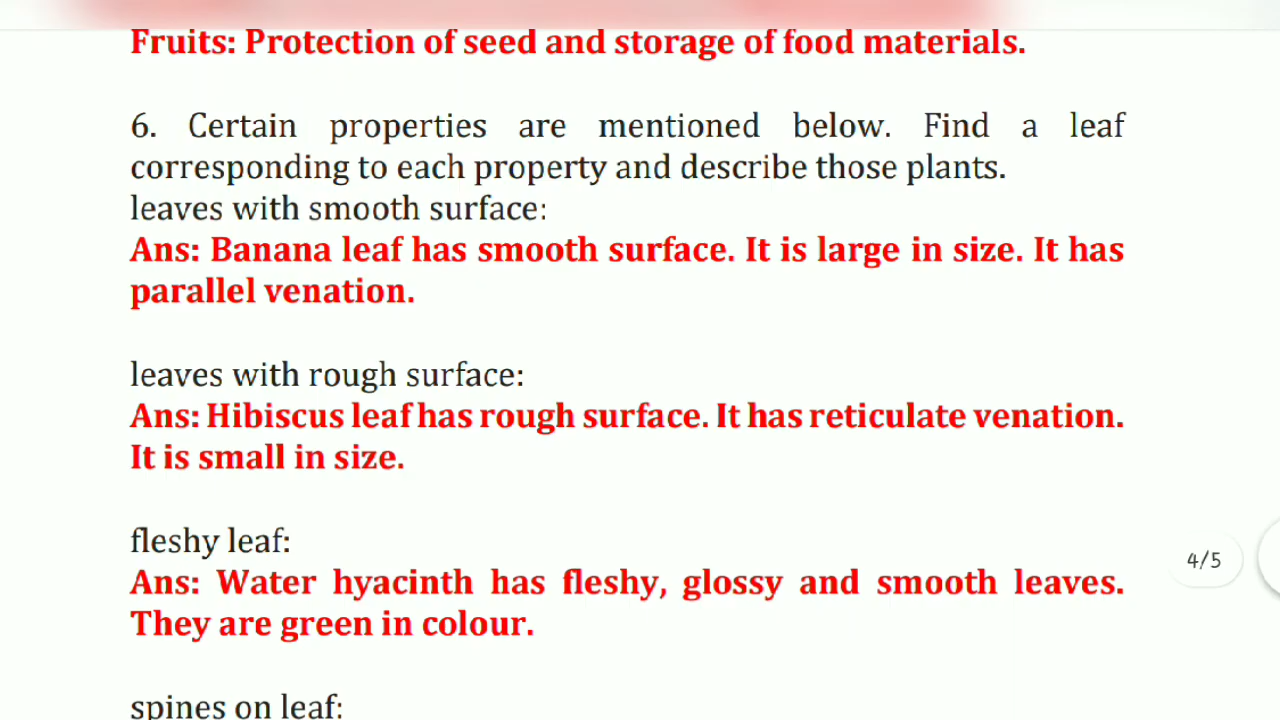 Fruits: Protection of seed and storage of food materials.
6. Certain properties are mentioned below. Find a leaf
corresponding to each property and describe those plants.
leaves with smooth surface:
Ans: Banana leaf has smooth surface. It is large in size. It has
parallel venation.
leaves with rough surface:
Ans: Hibiscus leaf has rough surface. It has reticulate venation.
It is small in size.
fleshy leaf:
Ans: Water hyacinth has fleshy, glossy and smooth leaves.
They are green in colour.
4/5
spines on leaf: